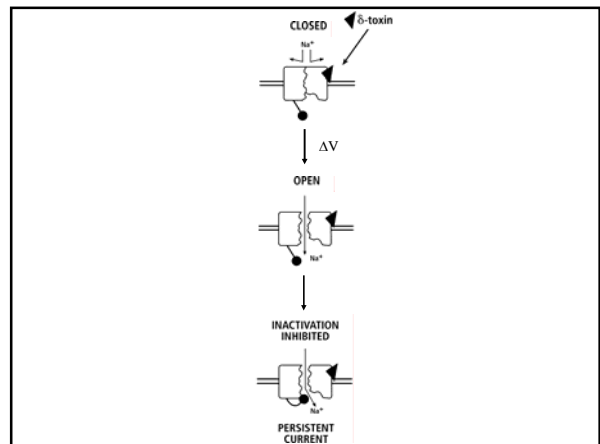 CLOSED
δ-toxin
Na⁺
ΔV
OPEN
Na⁺
INACTIVATION
INHIBITED
Na⁺
PERSISTENT
CURRENT